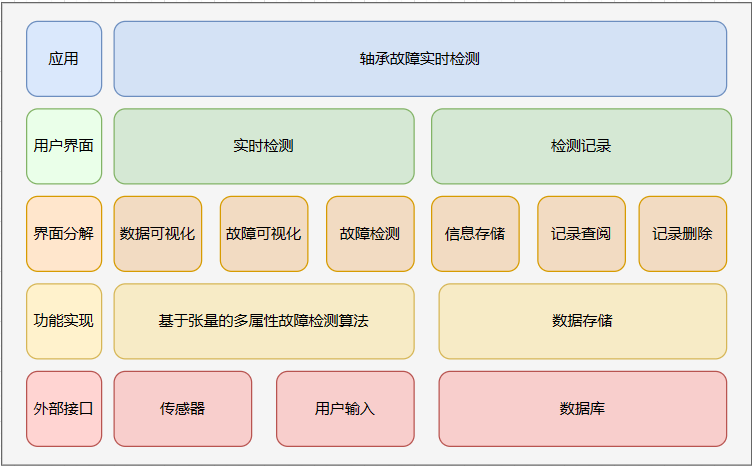 应用
轴承故障实时检测
用户界面
实时检测
检测记录
界面分解
数据可视化
故障可视化
故障检测
信息存储
记录查阅
记录删除
功能实现
基于张量的多属性故障检测算法
数据存储
外部接口
传感器
用户输入
数据库